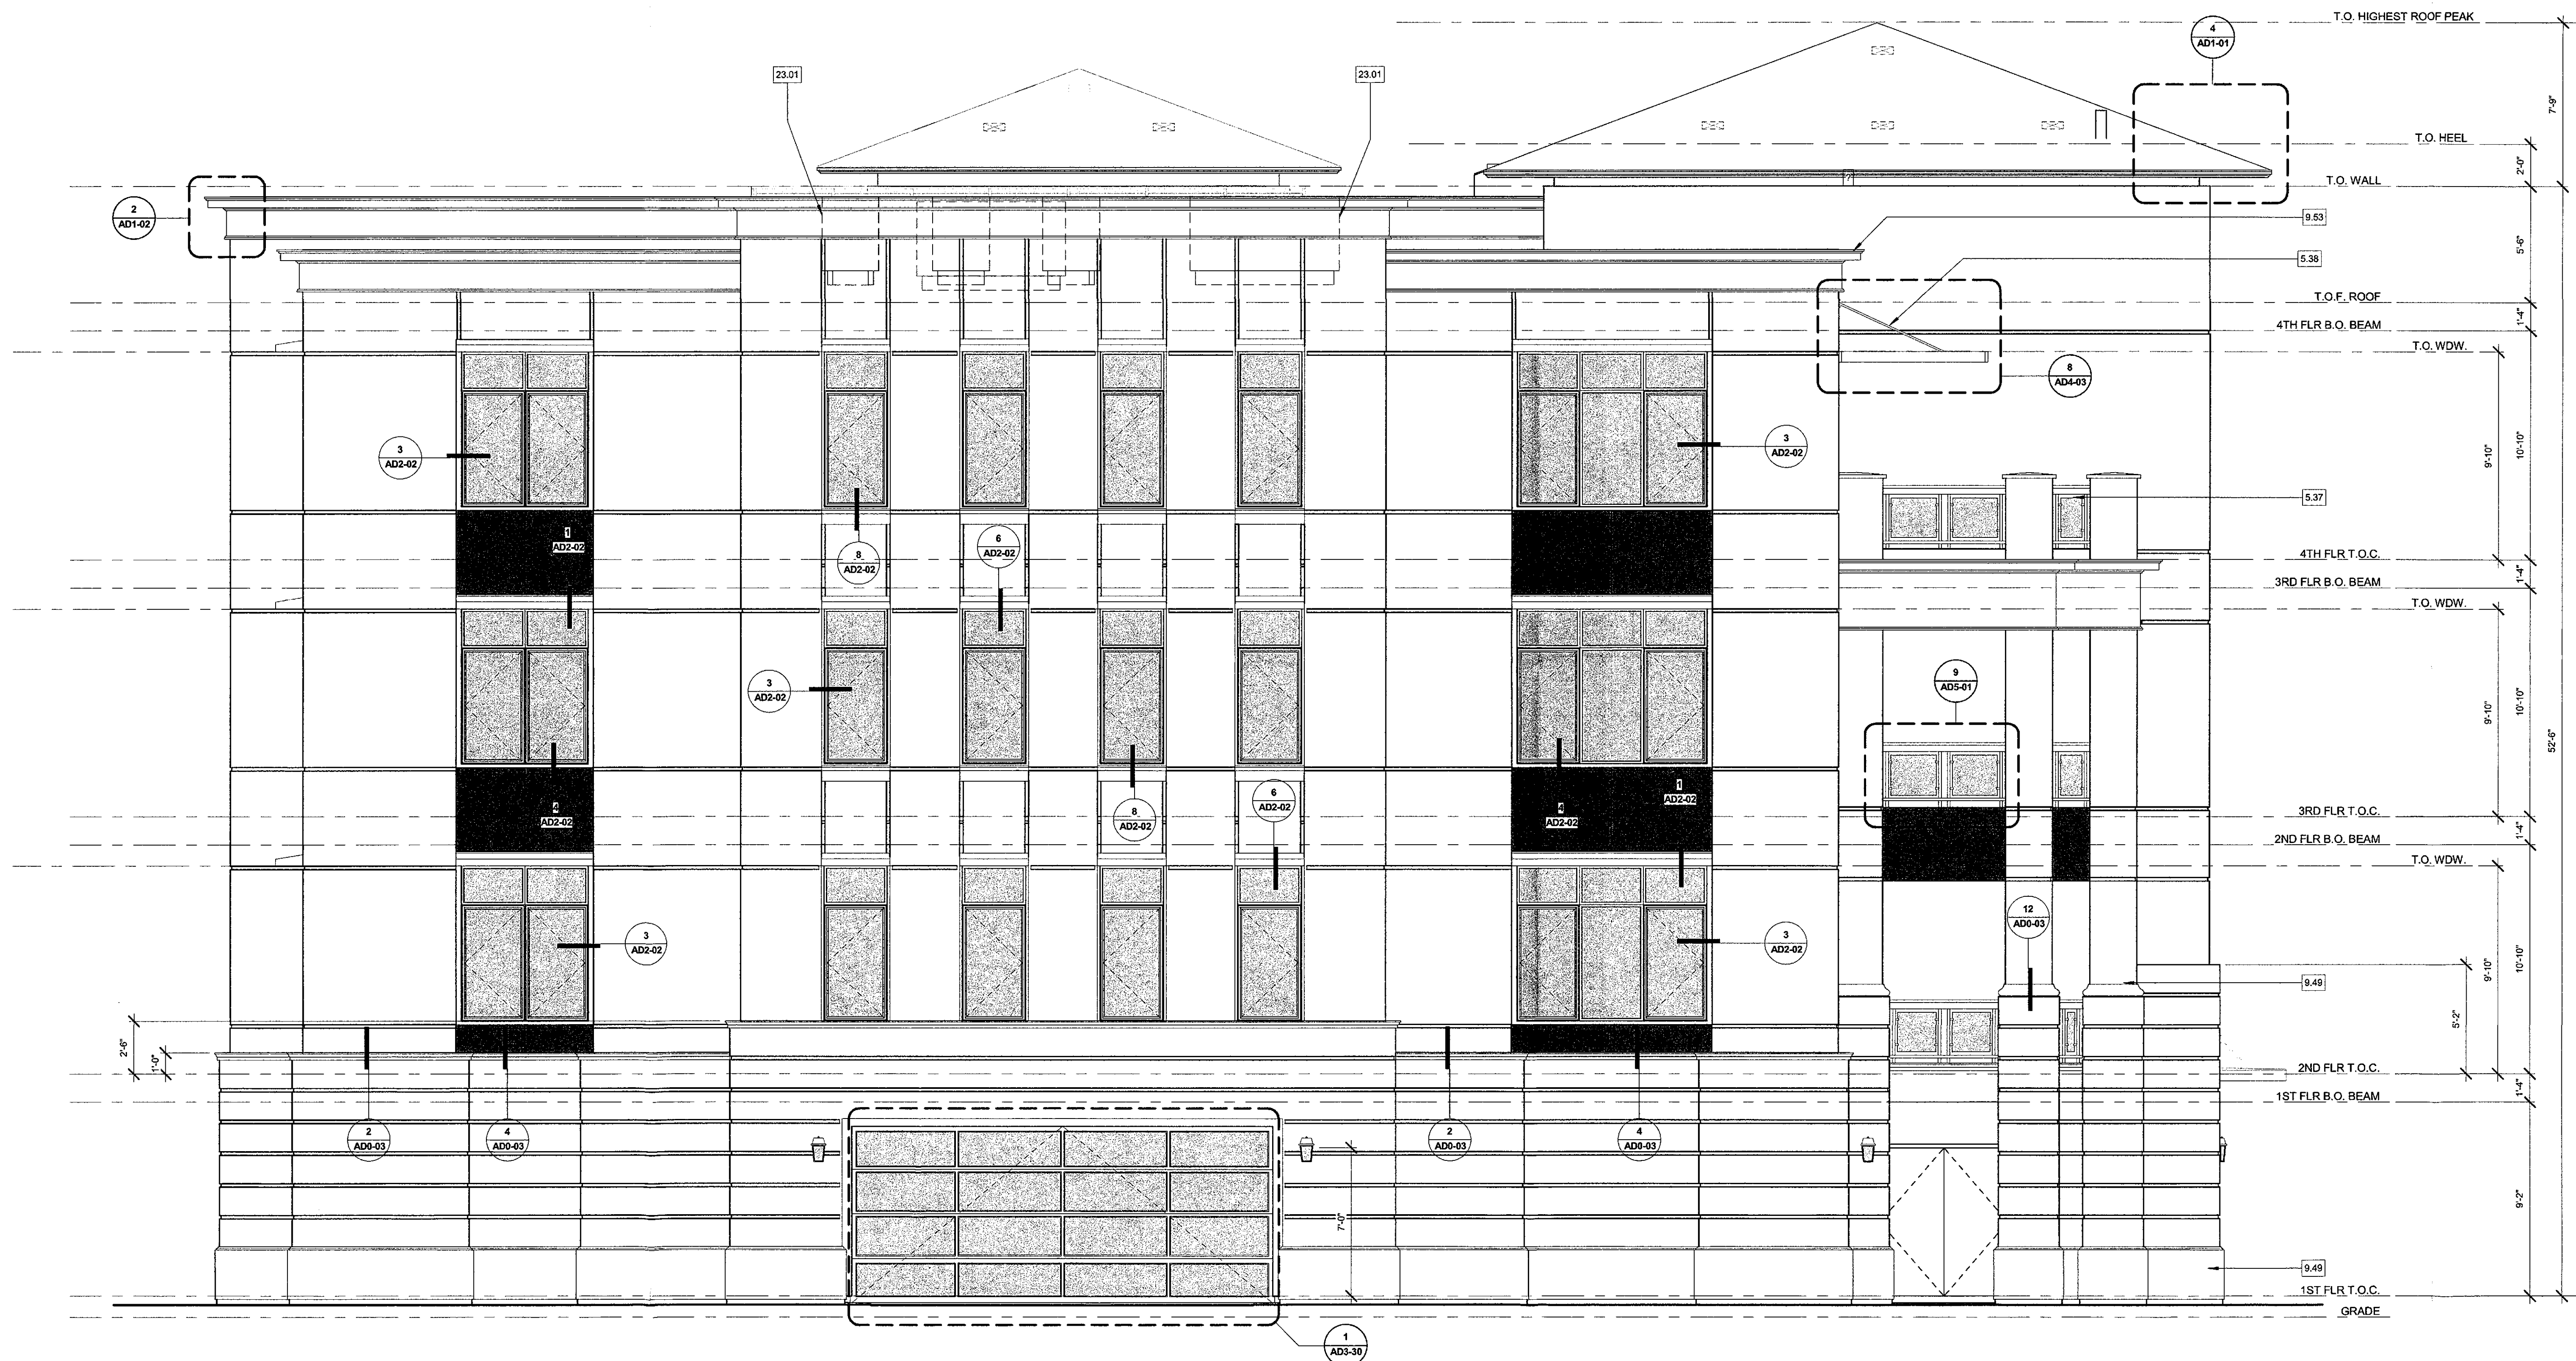 T.O. HIGHEST ROOF PEAK
4
AD1-01
23.01
23.01
7'-9"
T.O. HEEL
2'-0"
T.O. WALL
2
AD1-02
9.53
5'-6"
5.38
T.O.F. ROOF
1'-4"
4TH FLR B.O. BEAM
T.O. WDW.
8
AD4-03
3
AD2-02
3
AD2-02
9'-10"
10'-10"
5.37
1
AD2-02
8
AD2-02
6
AD2-02
4TH FLR T.O.C.
1'-4"
3RD FLR B.O. BEAM
T.O. WDW.
9
AD5-01
3
AD2-02
9'-10"
10'-10"
52'-6"
4
AD2-02
8
AD2-02
6
AD2-02
4
AD2-02
1
AD2-02
3RD FLR T.O.C.
1'-4"
2ND FLR B.O. BEAM
T.O. WDW.
12
AD0-03
3
AD2-02
3
AD2-02
9'-10"
10'-10"
9.49
5'-2"
2'-6"
1'-0"
2ND FLR T.O.C.
1'-4"
1ST FLR B.O. BEAM
2
AD0-03
4
AD0-03
2
AD0-03
4
AD0-03
7'-0"
9'-2"
9.49
1ST FLR T.O.C.
GRADE
1
AD3-30